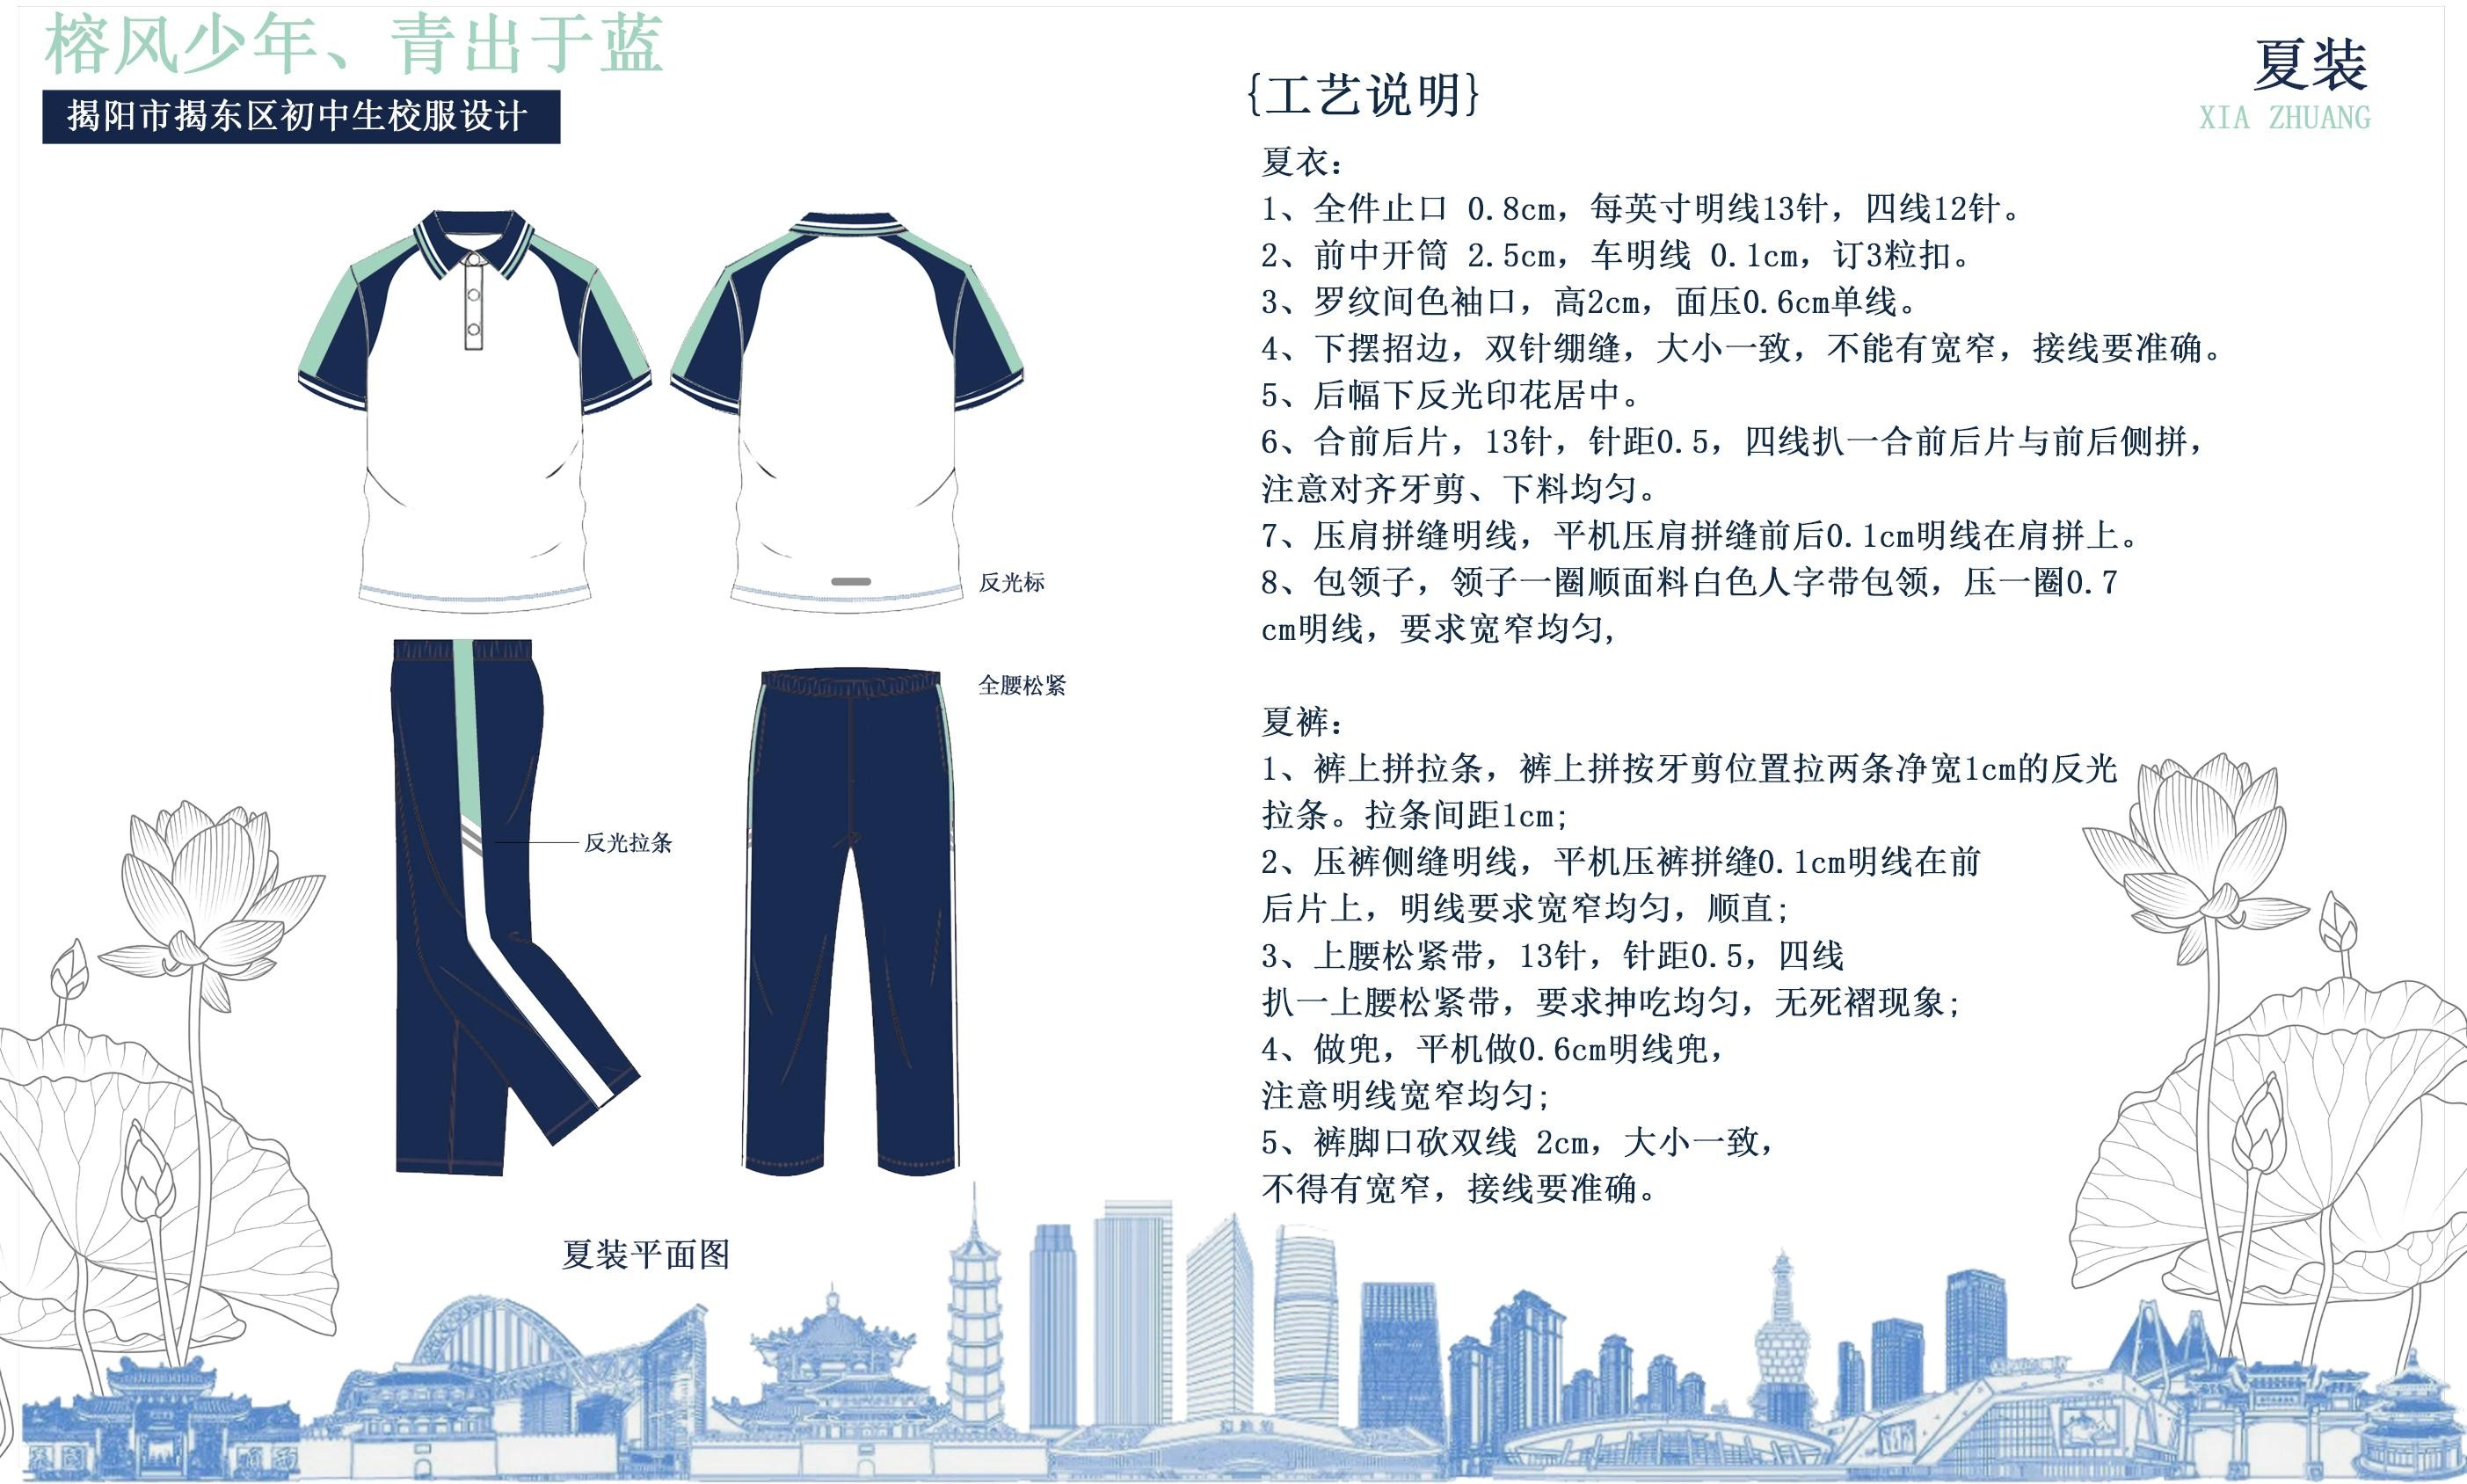 榕风少年、青出于蓝
揭阳市揭东区初中生校服设计
夏装
XIA ZHUANG
{工艺说明}
夏衣:
1、全件止口 0.8cm，每英寸明线13针，四线12针。
2、前中开筒 2.5cm，车明线 0.1cm，订3粒扣。
3、罗纹间色袖口，高2cm，面压0.6cm单线。
4、下摆招边，双针绷缝，大小一致，不能有宽窄，接线要准确。
5、后幅下反光印花居中。
6、合前后片，13针，针距0.5，四线扒一合前后片与前后侧拼，
注意对齐牙剪、下料均匀。
7、压肩拼缝明线，平机压肩拼缝前后0.1cm明线在肩拼上。
8、包领子，领子一圈顺面料白色人字带包领，压一圈0.7
cm明线，要求宽窄均匀,
夏裤:
1、裤上拼拉条，裤上拼按牙剪位置拉两条净宽1cm的反光
拉条。拉条间距1cm;
2、压裤侧缝明线，平机压裤拼缝0.1cm明线在前
后片上，明线要求宽窄均匀，顺直;
3、上腰松紧带，13针，针距0.5，四线
扒一上腰松紧带，要求抻吃均匀，无死褶现象;
4、做兜，平机做0.6cm明线兜，
注意明线宽窄均匀;
5、裤脚口砍双线 2cm，大小一致，
不得有宽窄，接线要准确。
反光标
全腰松紧
反光拉条
夏装平面图